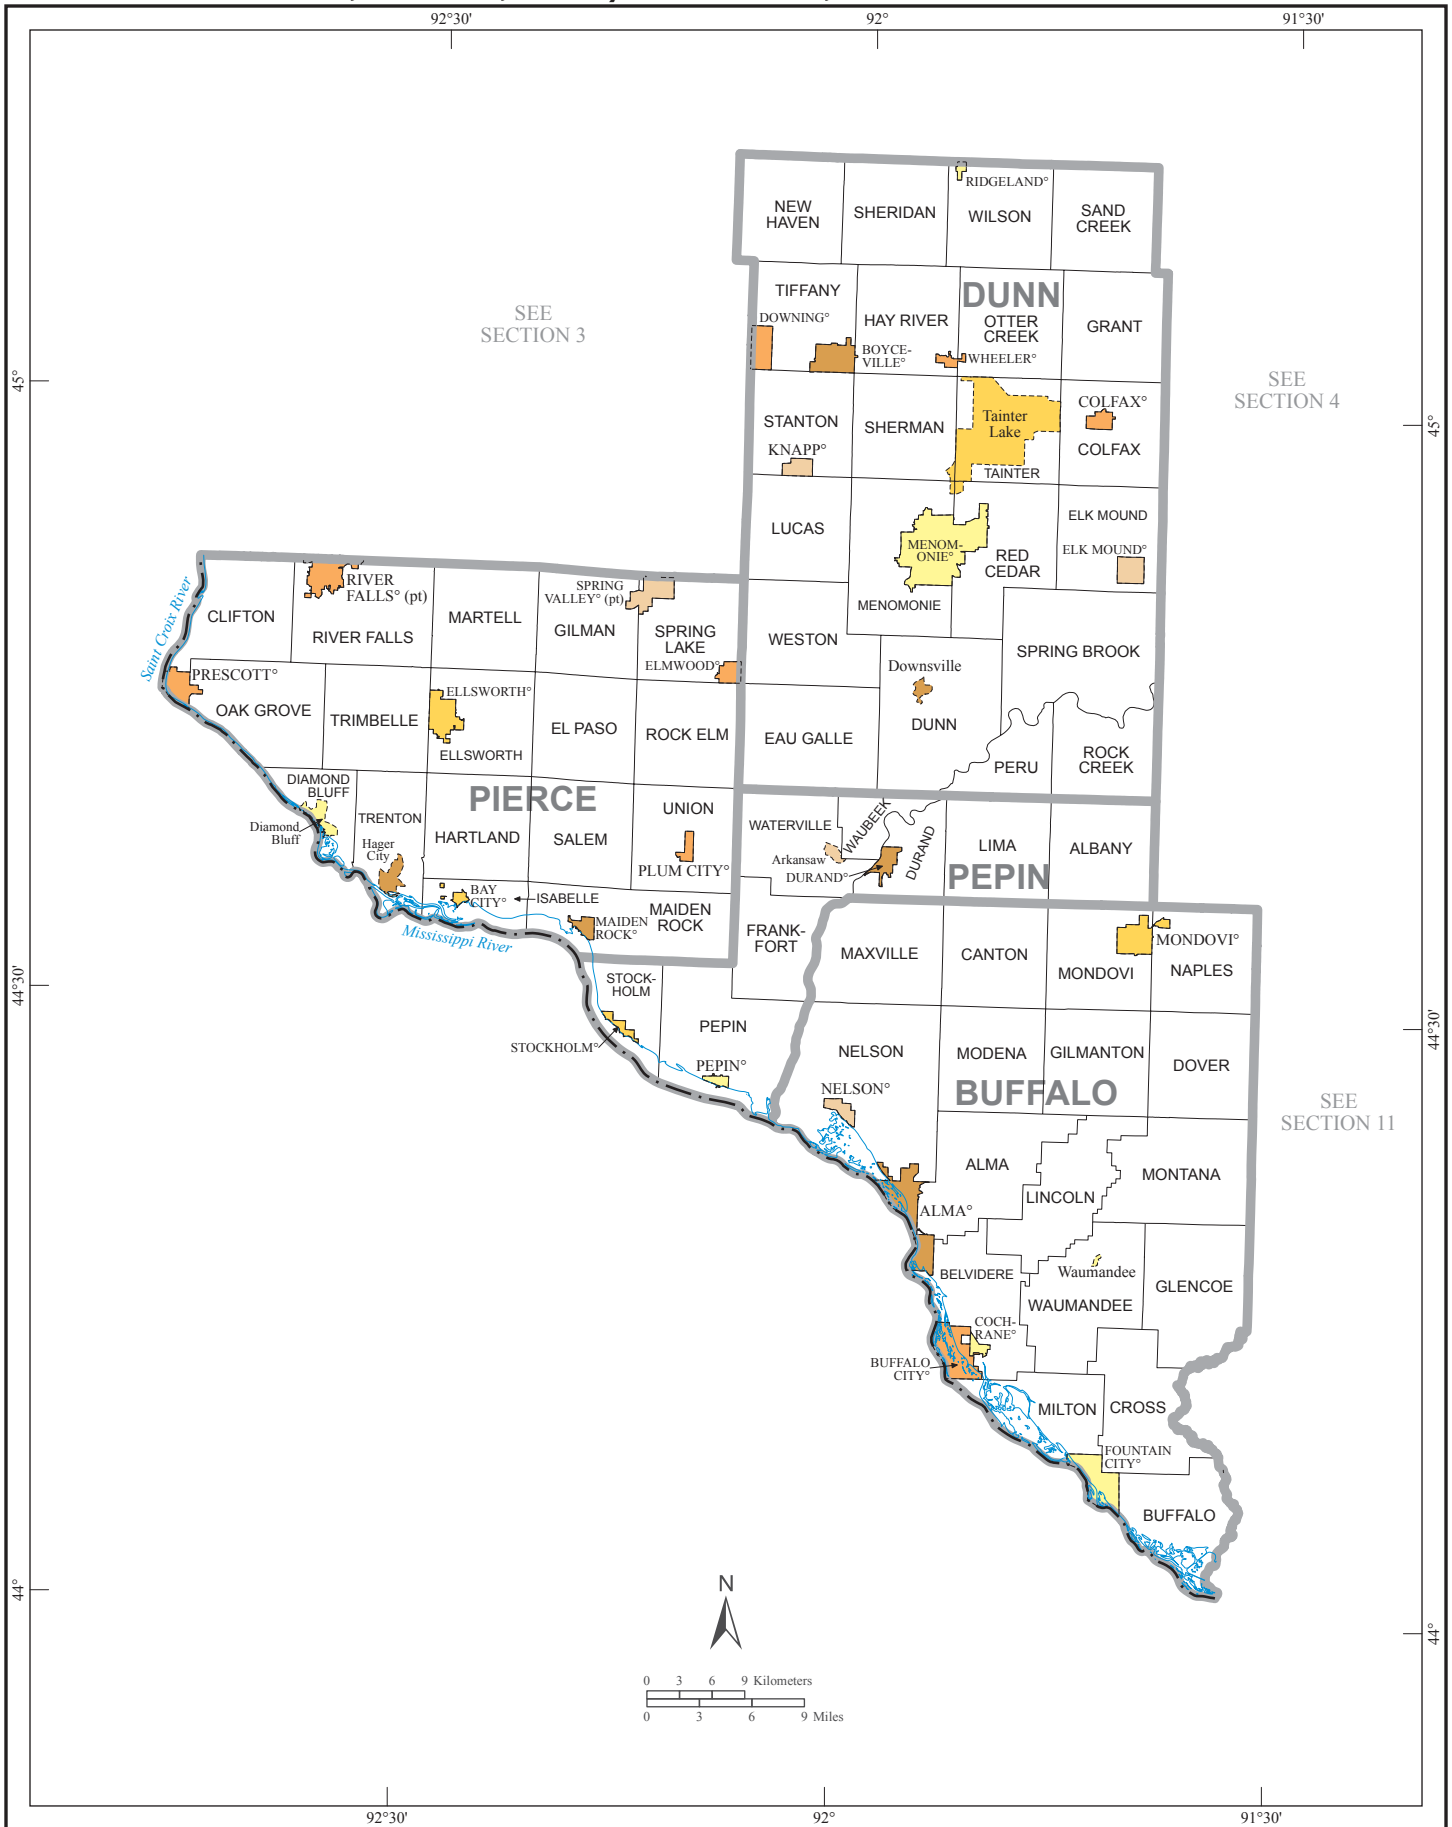 92°30'
92°
91°30'
RIDGELAND°
NEW
HAVEN
SHERIDAN
WILSON
SAND
CREEK
SEE
SECTION 3
TIFFANY
DOWNING°
HAY RIVER
DUNN
OTTER
CREEK
GRANT
BOYCE-
VILLE°
WHEELER°
45°
SEE
SECTION 4
45°
STANTON
KNAPP°
SHERMAN
Tainter
Lake
TAINTER
COLFAX°
COLFAX
LUCAS
MENOM-
ONIE°
RED
CEDAR
ELK MOUND
ELK MOUND°
MENOMONIE
Saint Croix River
CLIFTON
RIVER
FALLS° (pt)
RIVER FALLS
MARTELL
SPRING
VALLEY° (pt)
GILMAN
SPRING
LAKE
ELMWOOD°
WESTON
SPRING BROOK
Downsville
DUNN
PRESCOTT°
OAK GROVE
TRIMBELLE
ELLSWORTH°
ELLSWORTH
EL PASO
ROCK ELM
EAU GALLE
PERU
ROCK
CREEK
DIAMOND
BLUFF
Diamond
Bluff
TRENTON
Hager
City
PIERCE
HARTLAND
SALEM
UNION
PLUM CITY°
WATERVILLE
WAUBEEK
Arkansaw
DURAND°
DURAND
LIMA
PEPIN
ALBANY
BAY
CITY°
ISABELLE
MAIDEN
ROCK°
MAIDEN
ROCK
Mississippi River
FRANK-
FORT
MAXVILLE
CANTON
MONDOVI
MONDOVI°
NAPLES
44°30'
STOCK-
HOLM
STOCKHOLM°
PEPIN
PEPIN°
NELSON
NELSON°
MODENA
GILMANTON
DOVER
44°30'
BUFFALO
SEE
SECTION 11
ALMA
ALMA°
LINCOLN
MONTANA
BELVIDERE
Waumandee
WAUMANDEE
GLENCOE
COCH-
RANE°
BUFFALO
CITY°
MILTON
CROSS
FOUNTAIN
CITY°
BUFFALO
44°
44°
N
0 3 6 9 Kilometers
0 3 6 9 Miles
92°30'
92°
91°30'